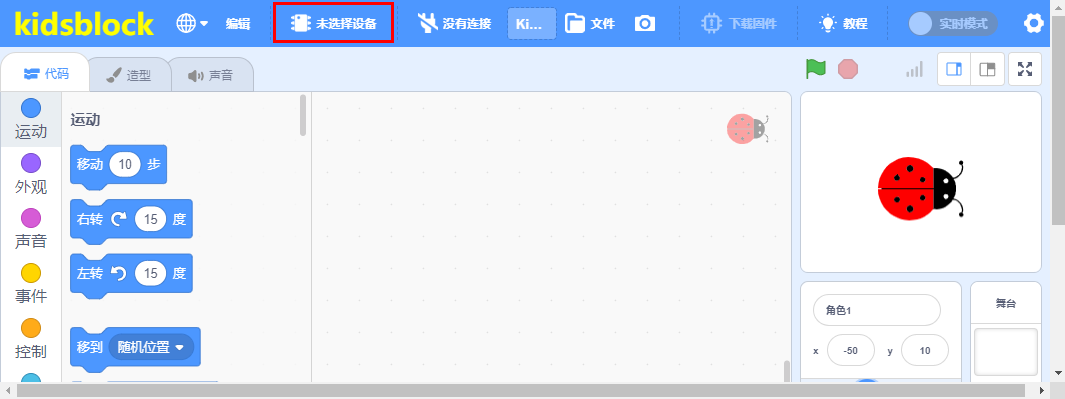 kidsblock 编辑 未选择设备 没有连接 Ki... 文件 下载固件 教程 实时模式
代码 造型 声音
运动
外观
声音
事件
控制
运动
移动 10 步
右转 15 度
左转 15 度
移到 随机位置
角色1
x -50 y 10
舞台